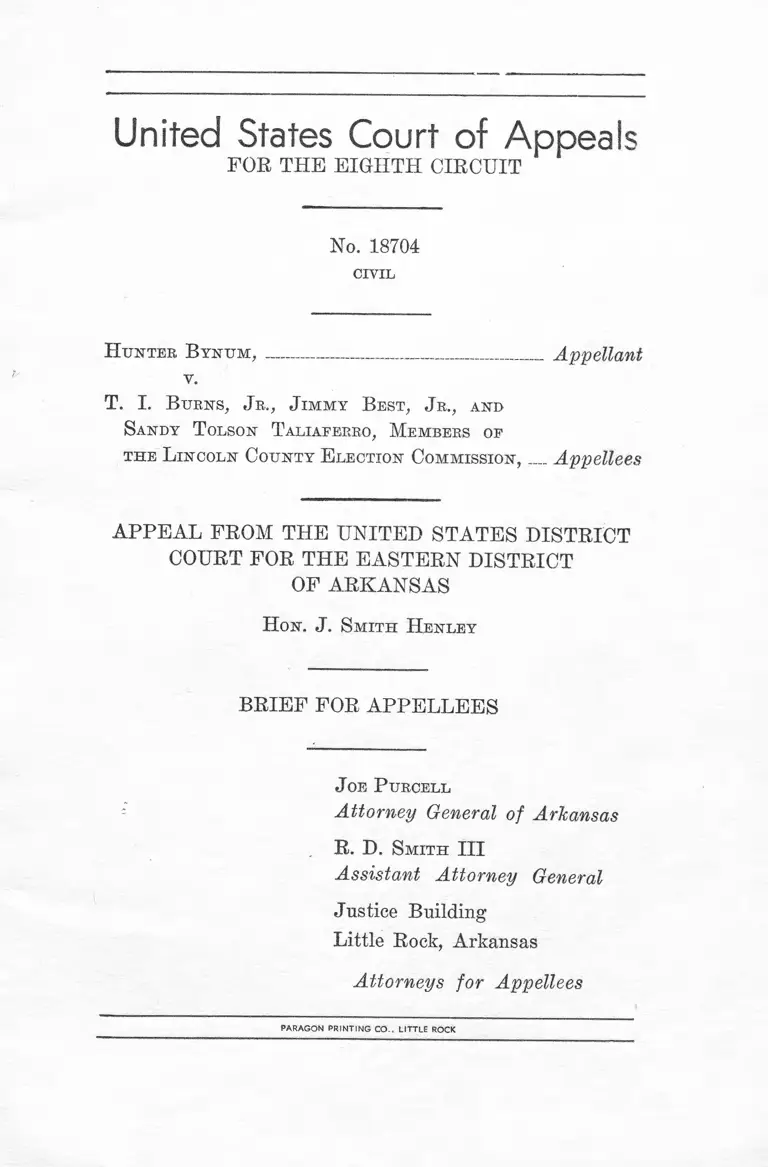 United States Court of Appeals
FOR THE EIGHTH CIRCUIT
No. 18704
CIVIL
HUNTER BYNUM, Appellant
v.
T. I. BURNS, JR., JIMMY BEST, JR., AND
SANDY TOLSON TALIAFERRO, MEMBERS OF
THE LINCOLN COUNTY ELECTION COMMISSION, Appellees
APPEAL FROM THE UNITED STATES DISTRICT
COURT FOR THE EASTERN DISTRICT
OF ARKANSAS
HON. J. SMITH HENLEY
BRIEF FOR APPELLEES
JOE PURCELL
Attorney General of Arkansas
R. D. SMITH III
Assistant Attorney General
Justice Building
Little Rock, Arkansas
Attorneys for Appellees
PARAGON PRINTING CO., LITTLE ROCK